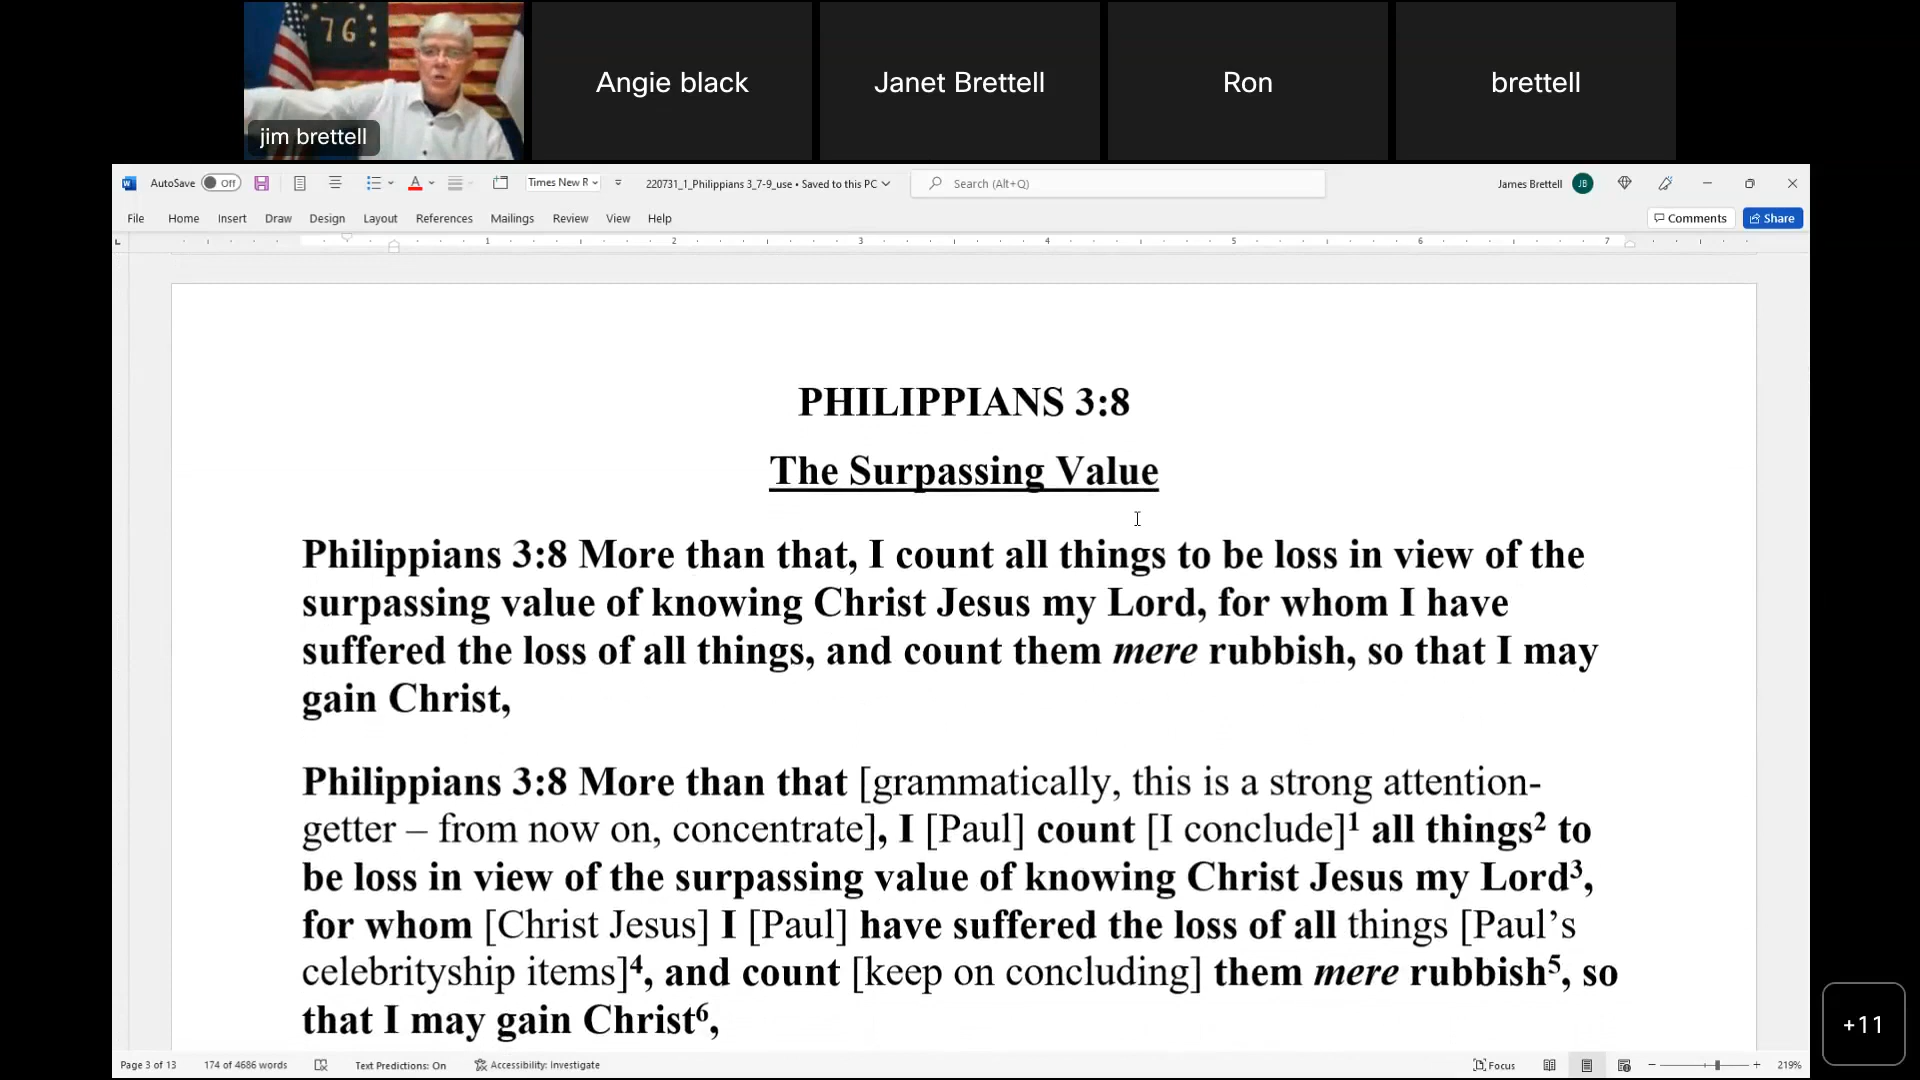 76
jim brettell
Angie black
Janet Brettell
Ron
brettell
AutoSave Off
Times New R
220731_1_Philippians 3_7-9_use • Saved to this PC
Search (Alt+Q)
James Brettell JB
File Home Insert Draw Design Layout References Mailings Review View Help
Comments Share
1 2 3 4 5 6 7
PHILIPPIANS 3:8
The Surpassing Value
Philippians 3:8 More than that, I count all things to be loss in view of the
surpassing value of knowing Christ Jesus my Lord, for whom I have
suffered the loss of all things, and count them mere rubbish, so that I may
gain Christ,
Philippians 3:8 More than that [grammatically, this is a strong attention-
getter – from now on, concentrate], I [Paul] count [I conclude]¹ all things² to
be loss in view of the surpassing value of knowing Christ Jesus my Lord³,
for whom [Christ Jesus] I [Paul] have suffered the loss of all things [Paul’s
celebrityship items]⁴, and count [keep on concluding] them mere rubbish⁵, so
that I may gain Christ⁶,
+11
Page 3 of 13 174 of 4686 words Text Predictions: On Accessibility: Investigate Focus 219%